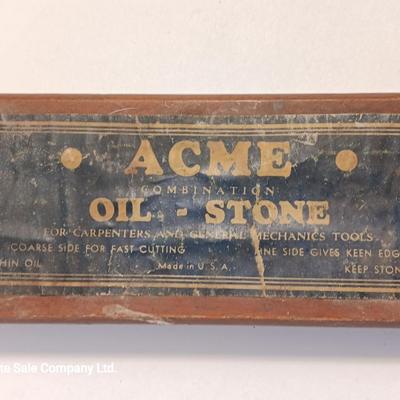 ACME
COMBINATION
OIL - STONE
FOR CARPENTERS AND GENERAL MECHANICS TOOLS
COARSE SIDE FOR FAST CUTTING FINE SIDE GIVES KEEN EDG
HIN OIL Made in U.S.A. KEEP STON
te Sale Company Ltd.